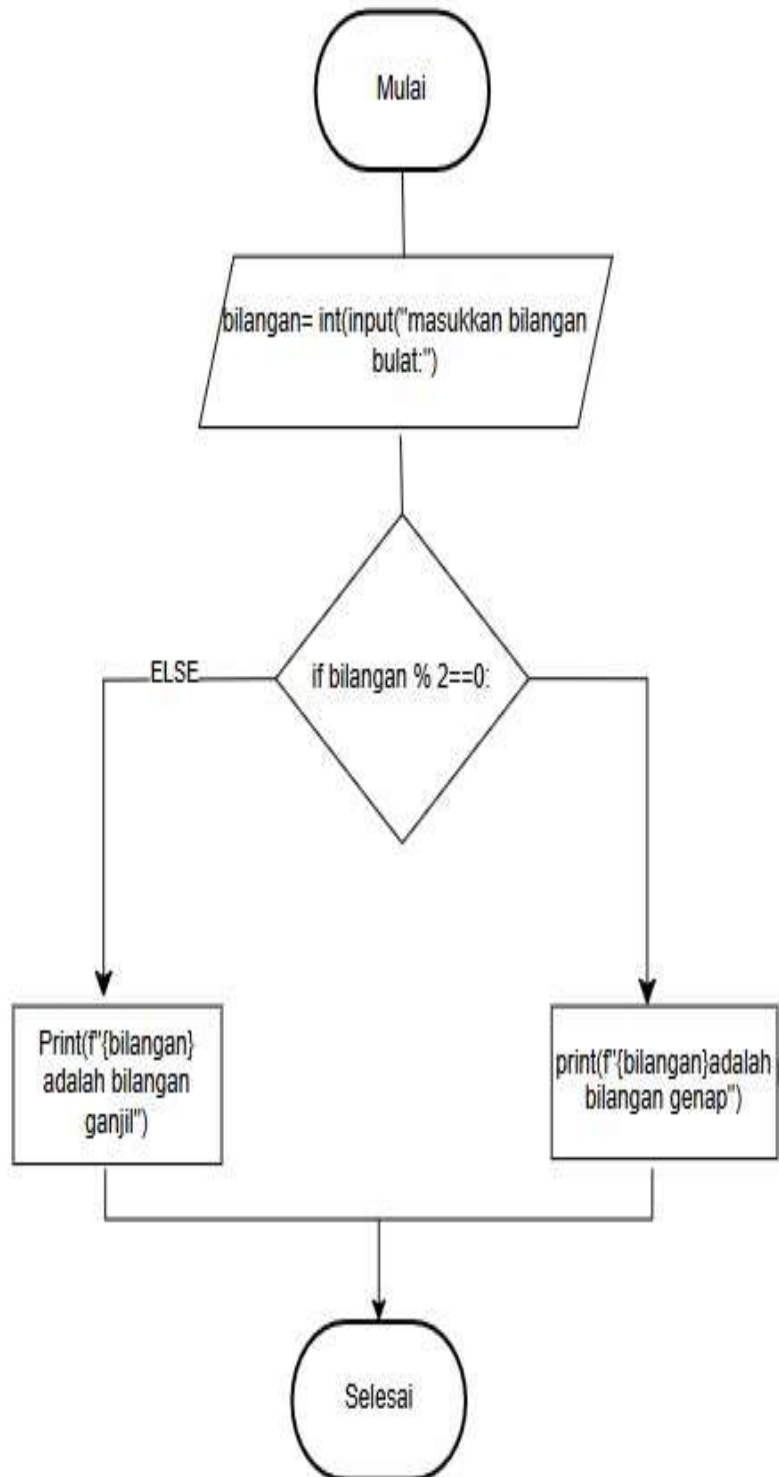 Mulai
bilangan= int(input("masukkan bilangan
bulat:")
if bilangan % 2==0:
ELSE
Print(f"{bilangan}
adalah bilangan
ganjil")
print(f"{bilangan}adalah
bilangan genap")
Selesai